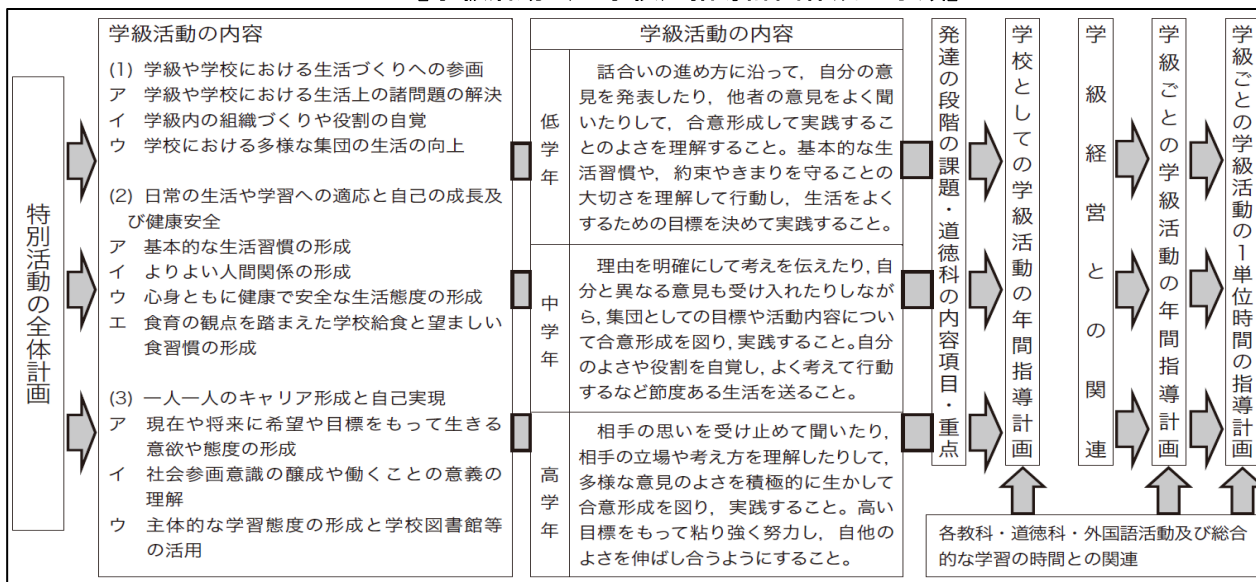 特別活動の全体計画
学級活動の内容
(1) 学級や学校における生活づくりへの参画
ア 学級や学校における生活上の諸問題の解決
イ 学級内の組織づくりや役割の自覚
ウ 学校における多様な集団の生活の向上
(2) 日常の生活や学習への適応と自己の成長及
び健康安全
ア 基本的な生活習慣の形成
イ よりよい人間関係の形成
ウ 心身ともに健康で安全な生活態度の形成
エ 食育の観点を踏まえた学校給食と望ましい
食習慣の形成
(3) 一人一人のキャリア形成と自己実現
ア 現在や将来に希望や目標をもって生きる
意欲や態度の形成
イ 社会参画意識の醸成や働くことの意義の
理解
ウ 主体的な学習態度の形成と学校図書館等
の活用
学級活動の内容
低学年
話合いの進め方に沿って，自分の意
見を発表したり，他者の意見をよく聞
いたりして，合意形成して実践するこ
とのよさを理解すること。基本的な生
活習慣や，約束やきまりを守ることの
大切さを理解して行動し，生活をよく
するための目標を決めて実践すること。
中学年
理由を明確にして考えを伝えたり，自
分と異なる意見も受け入れたりしなが
ら，集団としての目標や活動内容につい
て合意形成を図り，実践すること。自分
のよさや役割を自覚し，よく考えて行動
するなど節度ある生活を送ること。
高学年
相手の思いを受け止めて聞いたり，
相手の立場や考え方を理解したりして，
多様な意見のよさを積極的に生かして
合意形成を図り，実践すること。高い
目標をもって粘り強く努力し，自他の
よさを伸ばし合うようにすること。
発達の段階の課題・道徳科の内容項目・重点
学校としての学級活動の年間指導計画
学級経営との関連
学級ごとの学級活動の年間指導計画
学級ごとの学級活動の1単位時間の指導計画
各教科・道徳科・外国語活動及び総合
的な学習の時間との関連